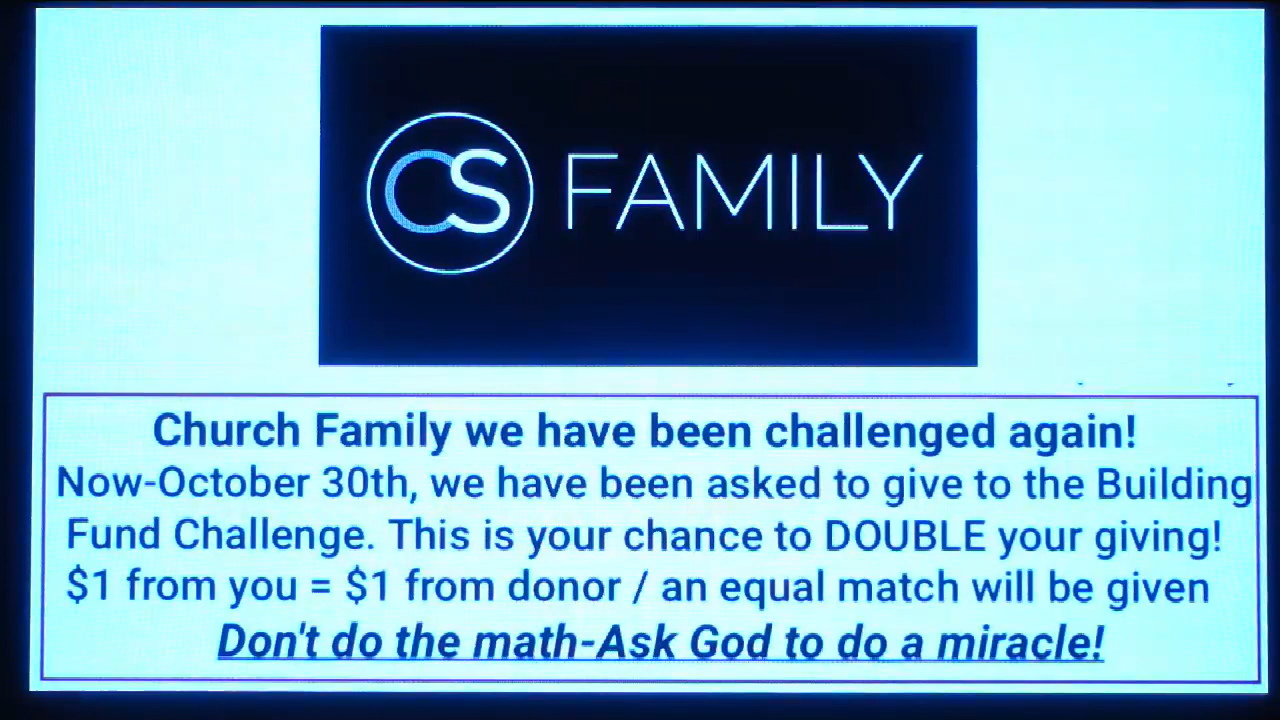 CS FAMILY
Church Family we have been challenged again!
Now-October 30th, we have been asked to give to the Building
Fund Challenge. This is your chance to DOUBLE your giving!
$1 from you = $1 from donor / an equal match will be given
Don't do the math-Ask God to do a miracle!